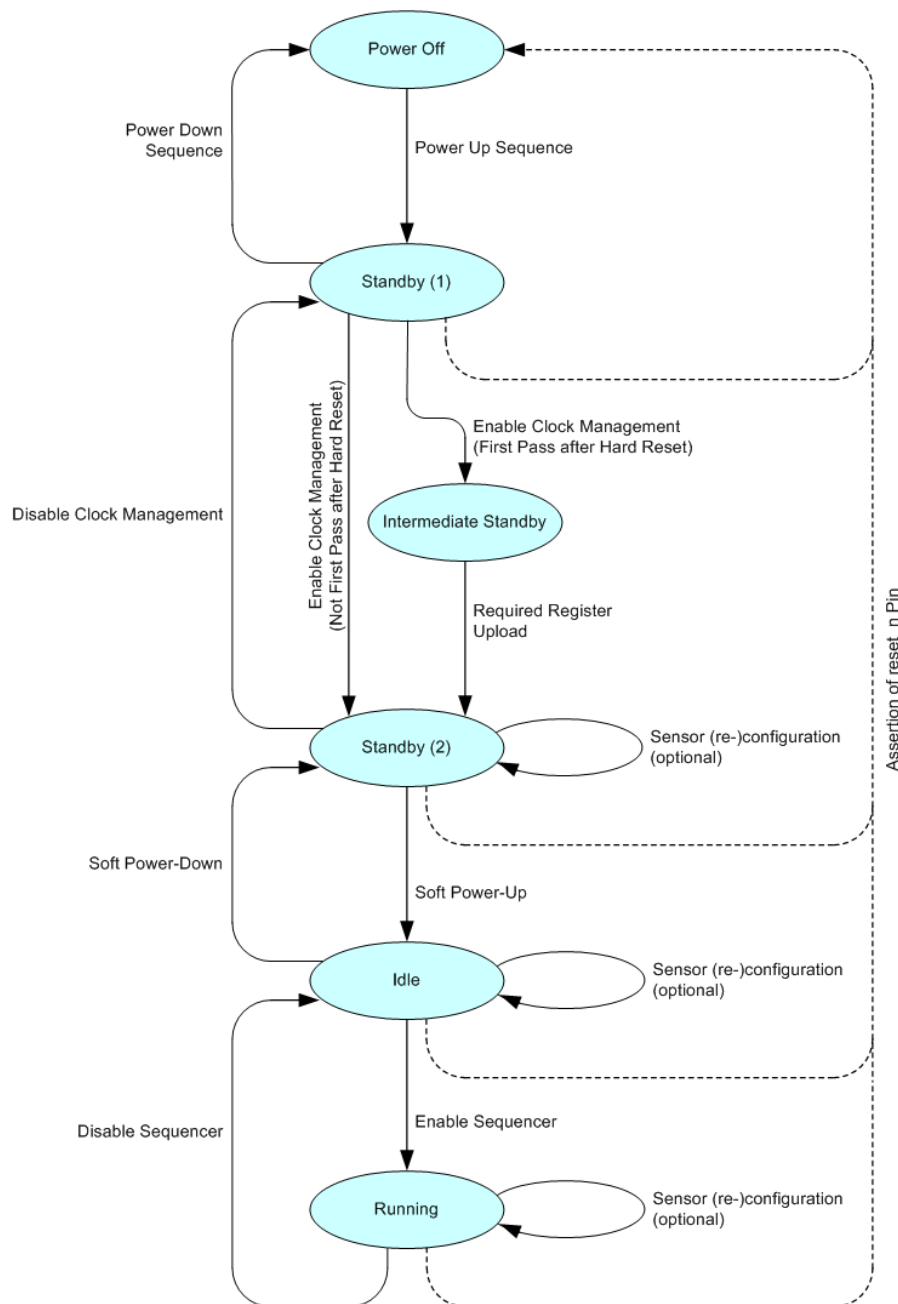 Power Off
Power Down
Sequence
Power Up Sequence
Standby (1)
Enable Clock Management
(First Pass after Hard Reset)
Enable Clock Management
(Not First Pass after Hard Reset)
Disable Clock Management
Intermediate Standby
Required Register
Upload
Assertion of reset_n Pin
Standby (2)
Sensor (re-)configuration
(optional)
Soft Power-Down
Soft Power-Up
Idle
Sensor (re-)configuration
(optional)
Disable Sequencer
Enable Sequencer
Running
Sensor (re-)configuration
(optional)